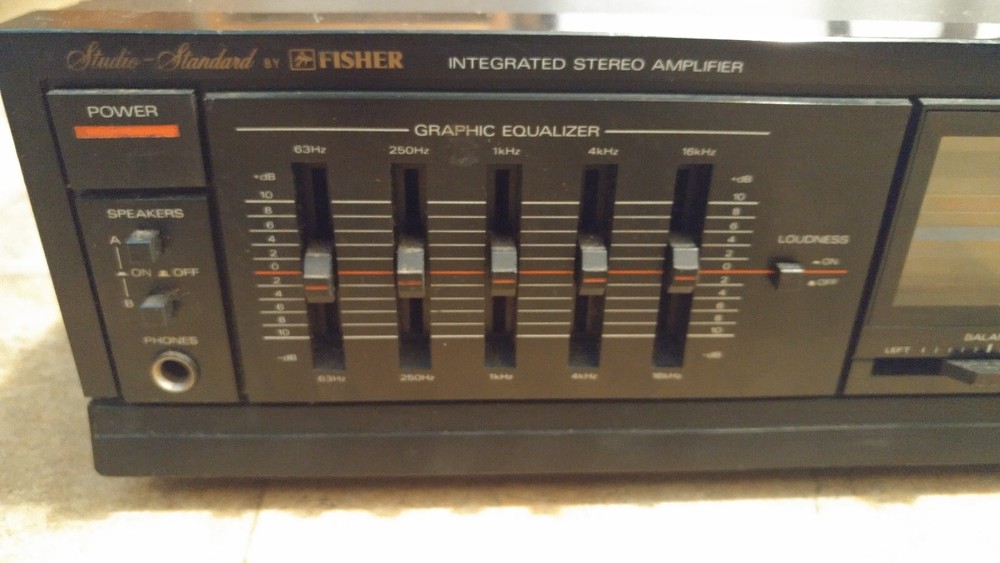 Studio-Standard BY FISHER INTEGRATED STEREO AMPLIFIER
POWER
GRAPHIC EQUALIZER
63Hz 250Hz 1kHz 4kHz 16kHz
+dB +dB
10 10
8 8
6 6
4 4
2 2
0 0
2 2
4 4
6 6
8 8
10 10
-dB -dB
63Hz 250Hz 1kHz 4kHz 16kHz
SPEAKERS
A
ON OFF
B
PHONES
LOUDNESS
ON
OFF
BALA
LEFT